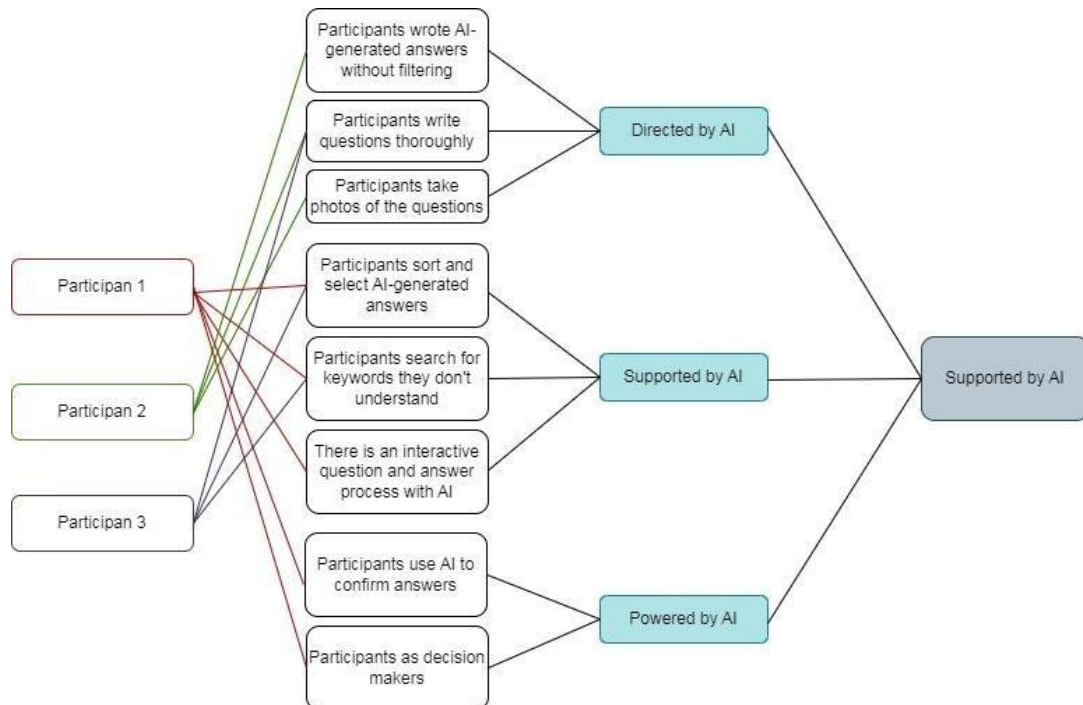 Participants wrote AI-
generated answers
without filtering
Participants write
questions thoroughly
Participants take
photos of the questions
Participants sort and
select AI-generated
answers
Participants search for
keywords they don't
understand
There is an interactive
question and answer
process with AI
Participants use AI to
confirm answers
Participants as decision
makers
Participan 1
Participan 2
Participan 3
Directed by AI
Supported by AI
Powered by AI
Supported by AI